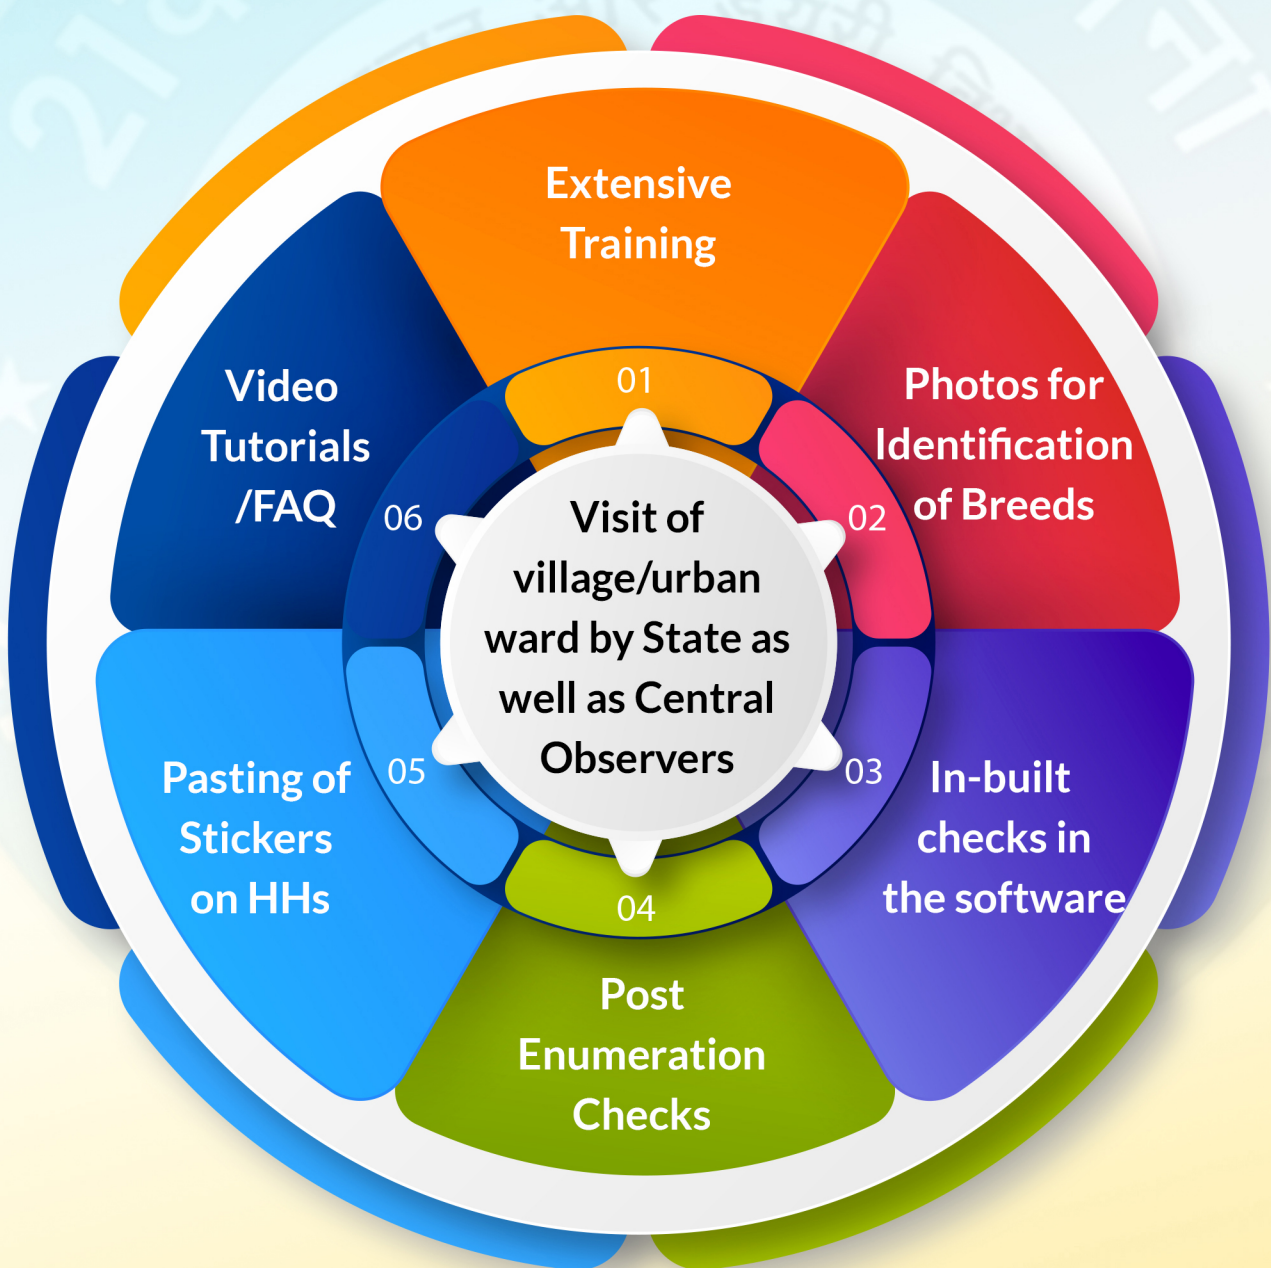 Extensive
Training
01
Photos for
Identification
of Breeds
02
In-built
checks in
the software
03
Post
Enumeration
Checks
04
Pasting of
Stickers
on HHs
05
Video
Tutorials
/FAQ
06
Visit of
village/urban
ward by State as
well as Central
Observers